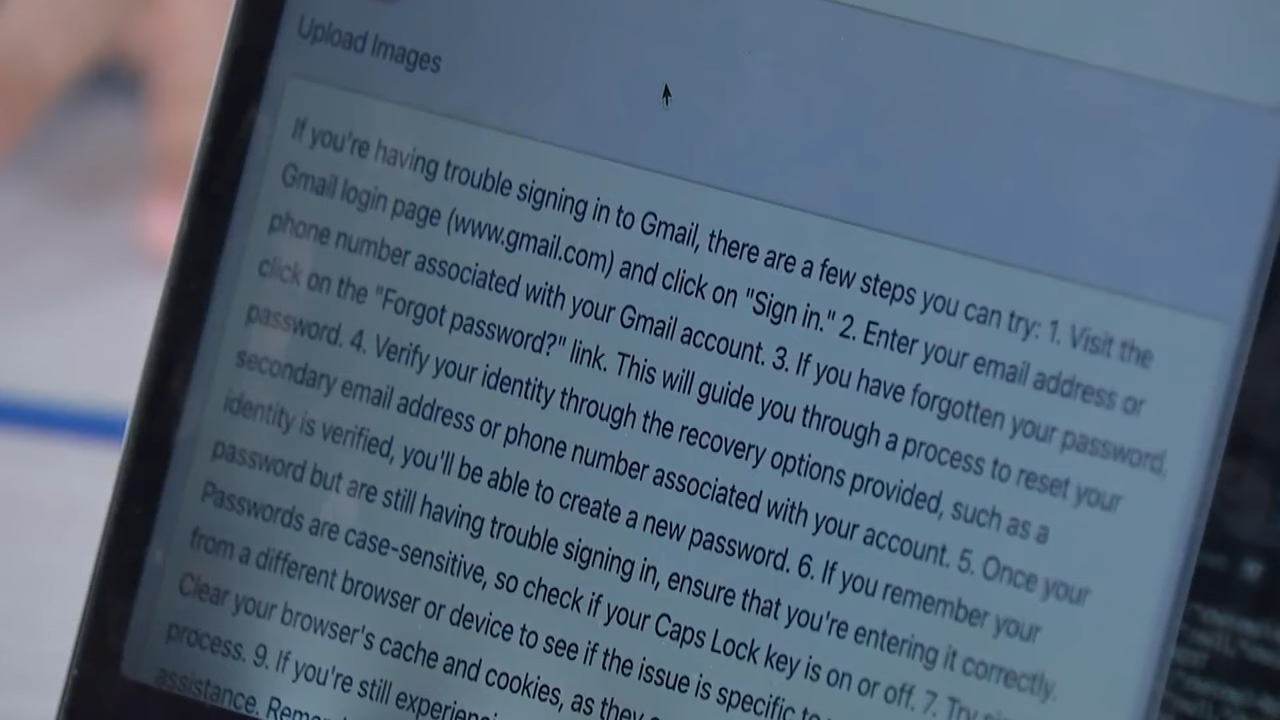 Upload Images
If you're having trouble signing in to Gmail, there are a few steps you can try: 1. Visit the
Gmail login page (www.gmail.com) and click on "Sign in." 2. Enter your email address or
phone number associated with your Gmail account. 3. If you have forgotten your password,
click on the "Forgot password?" link. This will guide you through a process to reset your
password. 4. Verify your identity through the recovery options provided, such as a
secondary email address or phone number associated with your account. 5. Once your
identity is verified, you'll be able to create a new password. 6. If you remember your
password but are still having trouble signing in, ensure that you're entering it correctly.
Passwords are case-sensitive, so check if your Caps Lock key is on or off. 7. Try
from a different browser or device to see if the issue is specific
Clear your browser's cache and cookies, as they
process. 9. If you're still
assistance.